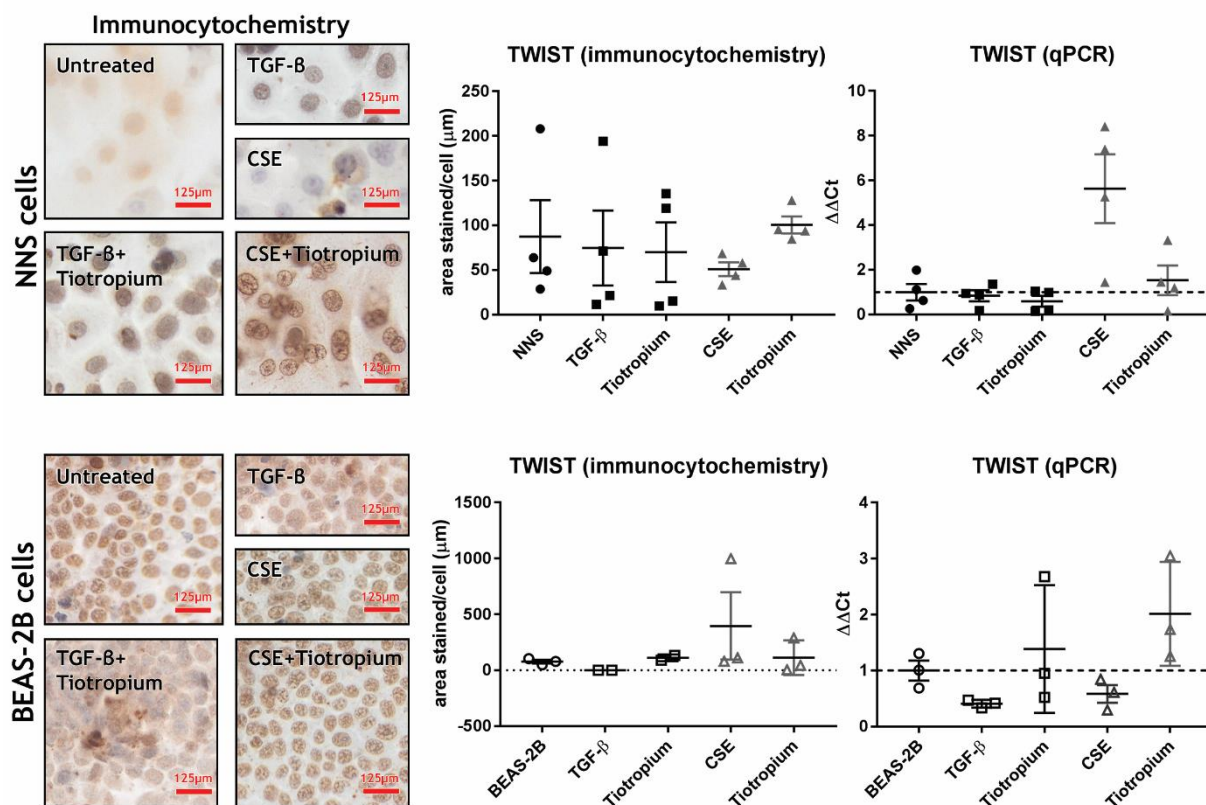 Immunocytochemistry
NNS cells
Untreated
125µm
TGF-ß
125µm
CSE
125µm
TGF-ß+
Tiotropium
125µm
CSE+Tiotropium
125µm
TWIST (immunocytochemistry)
area stained/cell (µm)
250
200
150
100
50
0
NNS
TGF-β
Tiotropium
CSE
Tiotropium
TWIST (qPCR)
ΔΔCt
10
8
6
4
2
0
NNS
TGF-β
Tiotropium
CSE
Tiotropium
BEAS-2B cells
Untreated
125µm
TGF-ß
125µm
CSE
125µm
TGF-ß+
Tiotropium
125µm
CSE+Tiotropium
125µm
TWIST (immunocytochemistry)
area stained/cell (µm)
1500
1000
500
0
-500
BEAS-2B
TGF-β
Tiotropium
CSE
Tiotropium
TWIST (qPCR)
ΔΔCt
4
3
2
1
0
BEAS-2B
TGF-β
Tiotropium
CSE
Tiotropium